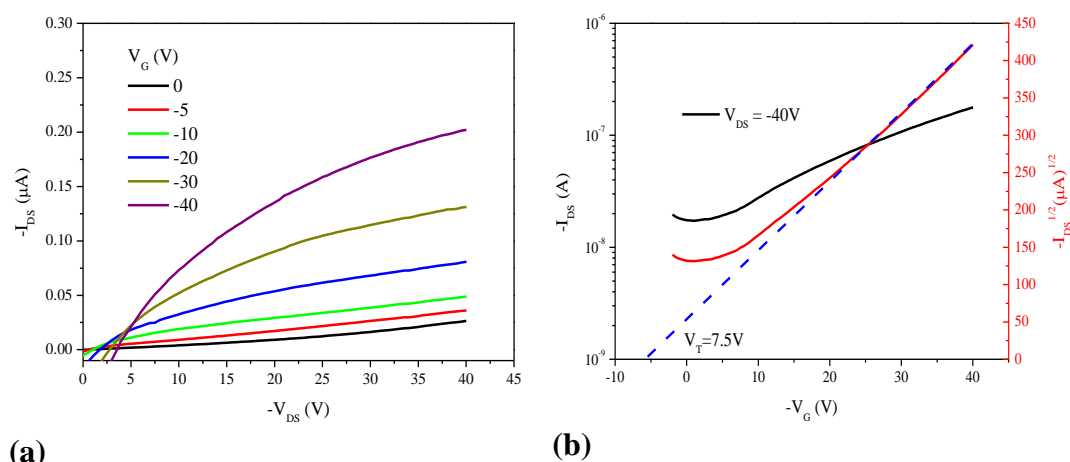 V_G (V)
0
-5
-10
-20
-30
-40
0.30
0.25
0.20
0.15
0.10
0.05
0.00
-I_DS (μA)
0 5 10 15 20 25 30 35 40 45
-V_DS (V)
(a)
(b)
10^-6
10^-7
10^-8
10^-9
-I_DS (A)
V_DS = -40V
V_T=7.5V
-10 0 10 20 30 40
-V_G (V)
450
400
350
300
250
200
150
100
50
0
-I_DS^1/2 (μA)^1/2